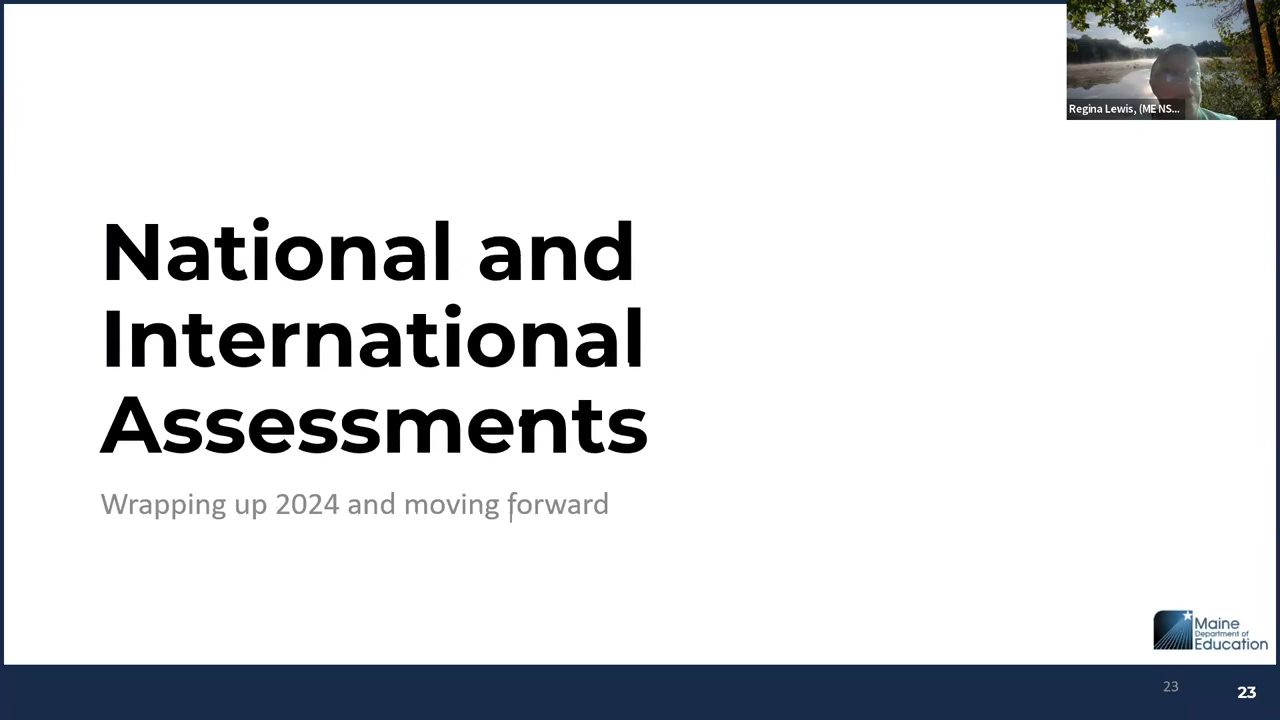 Regina Lewis, (ME NS...
National and
International
Assessments
Wrapping up 2024 and moving forward
Maine
Department of
Education
23
23